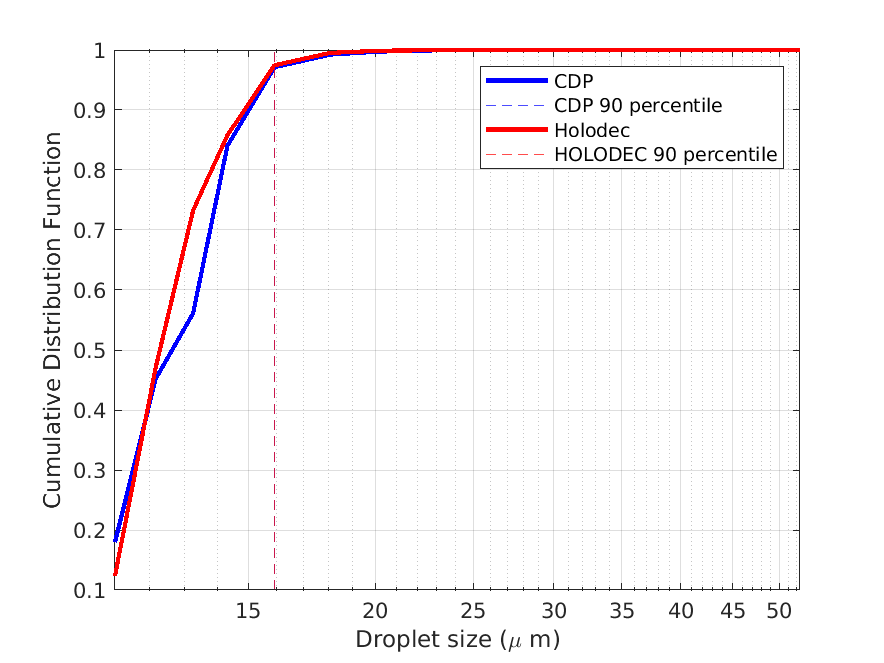 1
0.9
0.8
0.7
0.6
0.5
0.4
0.3
0.2
0.1
Cumulative Distribution Function
CDP
CDP 90 percentile
Holodec
HOLODEC 90 percentile
15 20 25 30 35 40 45 50
Droplet size (μ m)